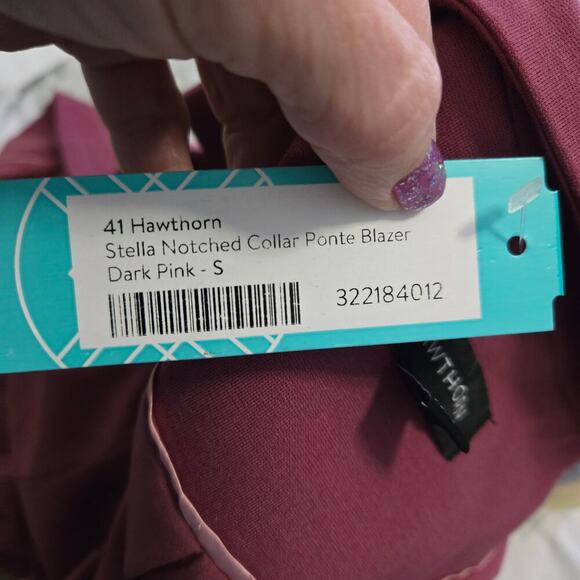 41 Hawthorn
Stella Notched Collar Ponte Blazer
Dark Pink - S
322184012